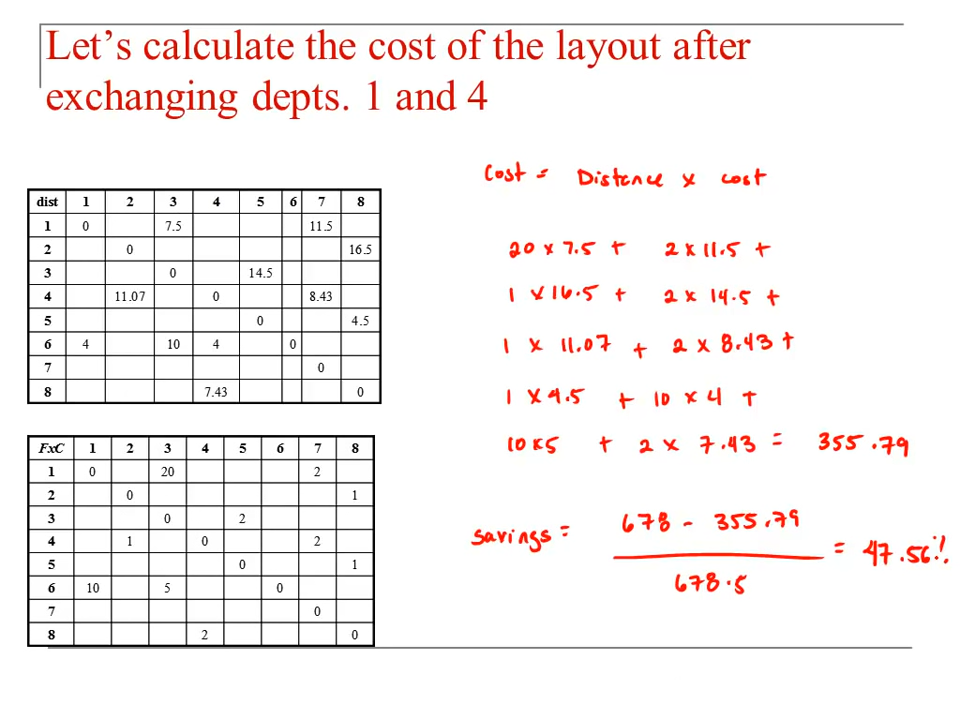 Let's calculate the cost of the layout after
exchanging depts. 1 and 4
Cost = Distance x cost
dist 1 2 3 4 5 6 7 8
1 0 7.5 11.5
2 0 16.5
3 0 14.5
4 11.07 0 8.43
5 0 4.5
6 4 10 4 0
7 0
8 7.43 0
20 x 7.5 + 2 x 11.5 +
1 x 16.5 + 2 x 14.5 +
1 x 11.07 + 2 x 8.43 +
1 x 4.5 + 10 x 4 +
10 x 5 + 2 x 7.43 = 355.79
FxC 1 2 3 4 5 6 7 8
1 0 20 2
2 0 1
3 0 2
4 1 0 2
5 0 1
6 10 5 0
7 0
8 2 0
savings =
678 - 355.79
678.5
= 47.56%